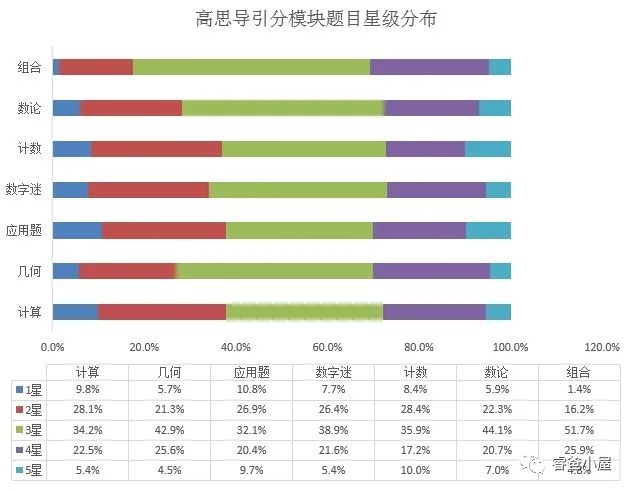 高思导引分模块题目星级分布
组合
数论
计数
数字迷
应用题
几何
计算
0.0% 20.0% 40.0% 60.0% 80.0% 100.0% 120.0%
计算 几何 应用题 数字迷 计数 数论 组合
1星 9.8% 5.7% 10.8% 7.7% 8.4% 5.9% 1.4%
2星 28.1% 21.3% 26.9% 26.4% 28.4% 22.3% 16.2%
3星 34.2% 42.9% 32.1% 38.9% 35.9% 44.1% 51.7%
4星 22.5% 25.6% 20.4% 21.6% 17.2% 20.7% 25.9%
5星 5.4% 4.5% 9.7% 5.4% 10.0% 7.0% 4.8%
睿爸小屋